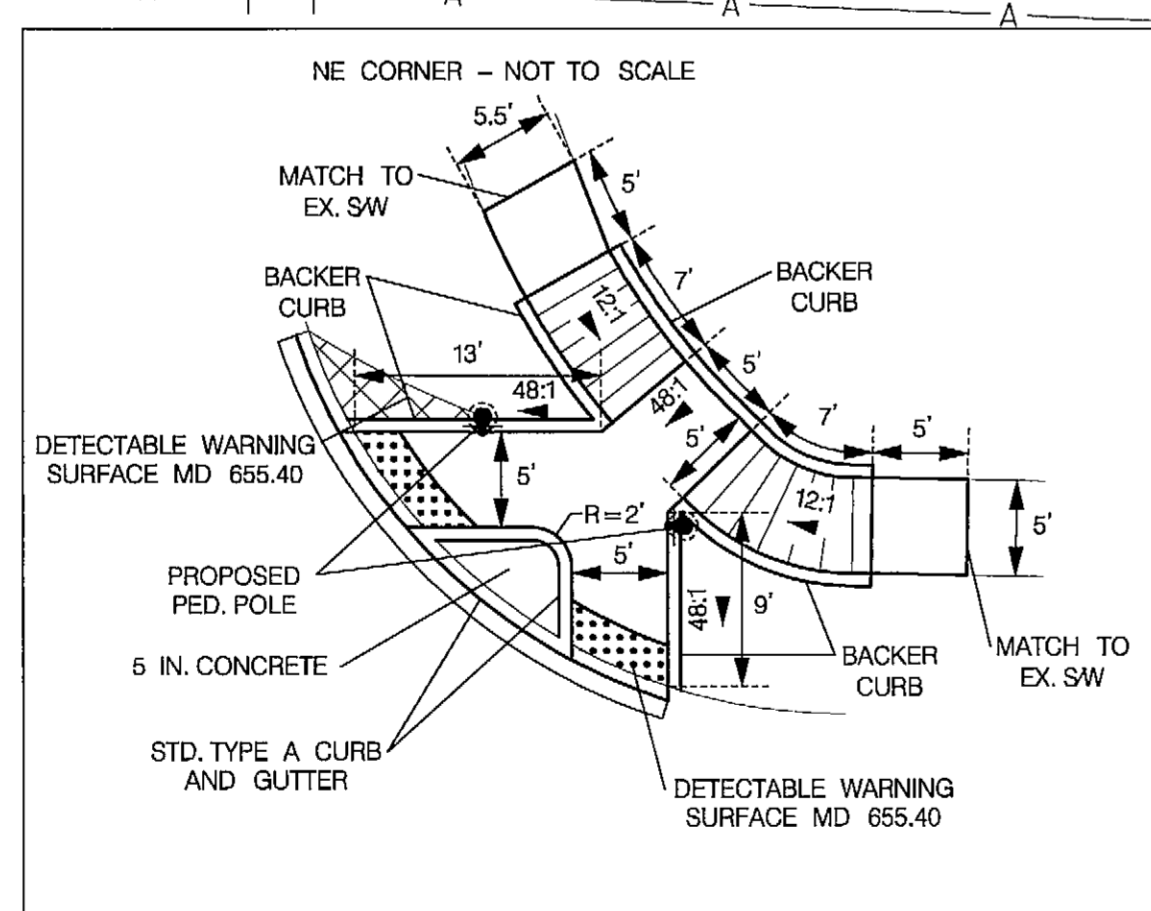 A
A
A
NE CORNER - NOT TO SCALE
5.5'
MATCH TO
EX. S/W
5'
BACKER
CURB
7'
BACKER
CURB
12:1
13'
48:1
48:1
5'
7'
5'
DETECTABLE WARNING
SURFACE MD 655.40
5'
5'
12:1
5'
R=2'
5'
PROPOSED
PED. POLE
48:1
9'
5 IN. CONCRETE
BACKER
CURB
MATCH TO
EX. S/W
STD. TYPE A CURB
AND GUTTER
DETECTABLE WARNING
SURFACE MD 655.40